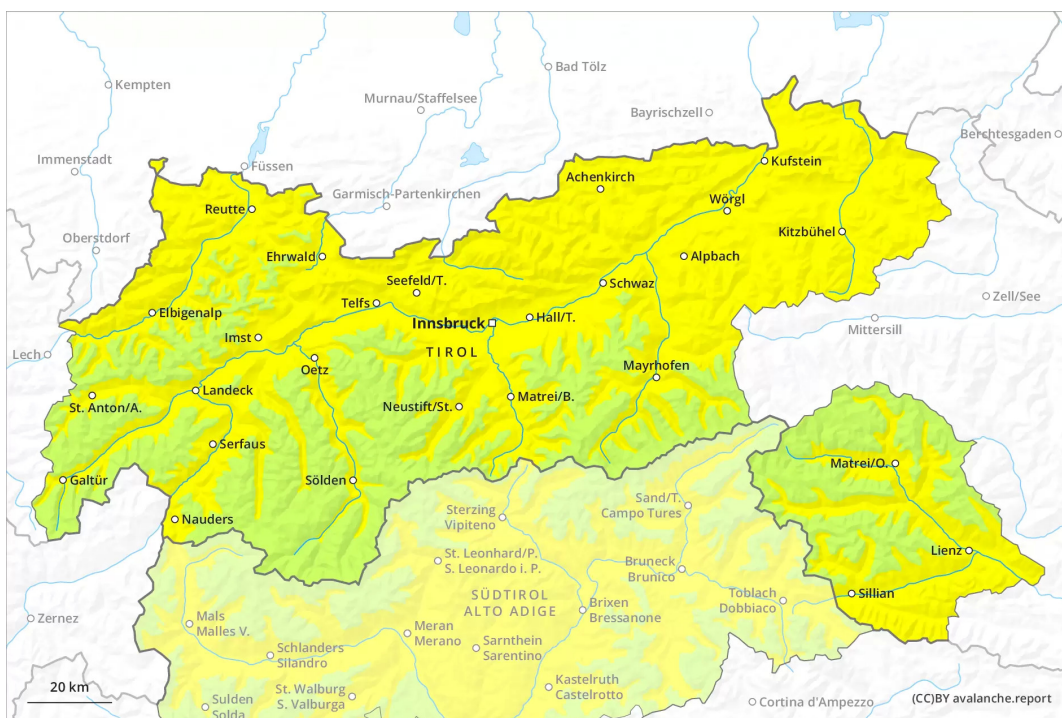 Kempten
Bad Tölz
Murnau/Staffelsee
Bayrischzell
Berchtesgaden
Immenstadt
Füssen
Kufstein
Achenkirch
Garmisch-Partenkirchen
Wörgl
Reutte
Kitzbühel
Oberstdorf
Ehrwald
Alpbach
Seefeld/T.
Schwaz
Zell/See
Telfs
Elbigenalp
Hall/T.
Innsbruck
Mittersill
Imst
Lech
TIROL
Oetz
Mayrhofen
Landeck
St. Anton/A.
Neustift/St.
Matrei/B.
Serfaus
Matrei/O.
Galtür
Sölden
Sand/T.
Campo Tures
Sterzing
Vipiteno
Nauders
Lienz
St. Leonhard/P.
S. Leonardo i. P.
Bruneck
Brunico
SÜDTIROL
ALTO ADIGE
Toblach
Dobbiaco
Sillian
Brixen
Bressanone
Zernez
Mals
Malles V.
Meran
Merano
Sarnthein
Sarentino
Schlanders
Silandro
Kastelruth
Castelrotto
20 km
St. Walburg
S. Valburga
Sulden
Solda
Cortina d'Ampezzo
(CC)BY avalanche.report